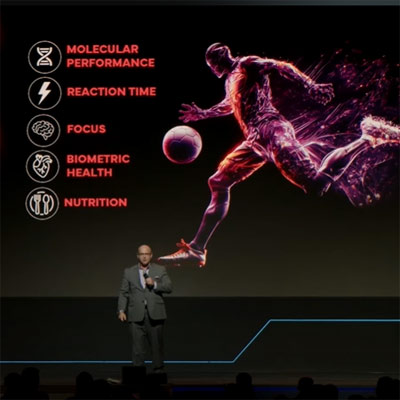 MOLECULAR
PERFORMANCE
REACTION TIME
FOCUS
BIOMETRIC
HEALTH
NUTRITION